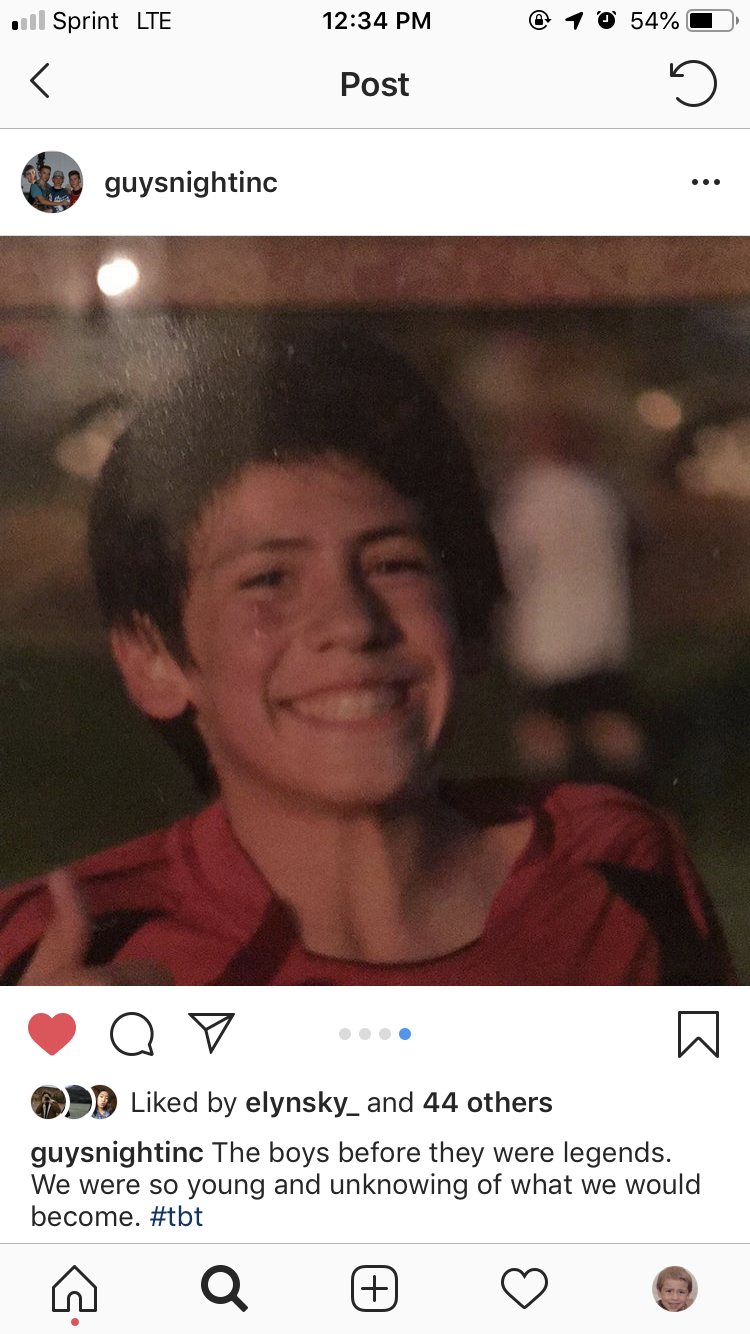 Sprint LTE 12:34 PM 54%
Post
guysnightinc
Liked by elynsky_ and 44 others
guysnightinc The boys before they were legends.
We were so young and unknowing of what we would
become. #tbt